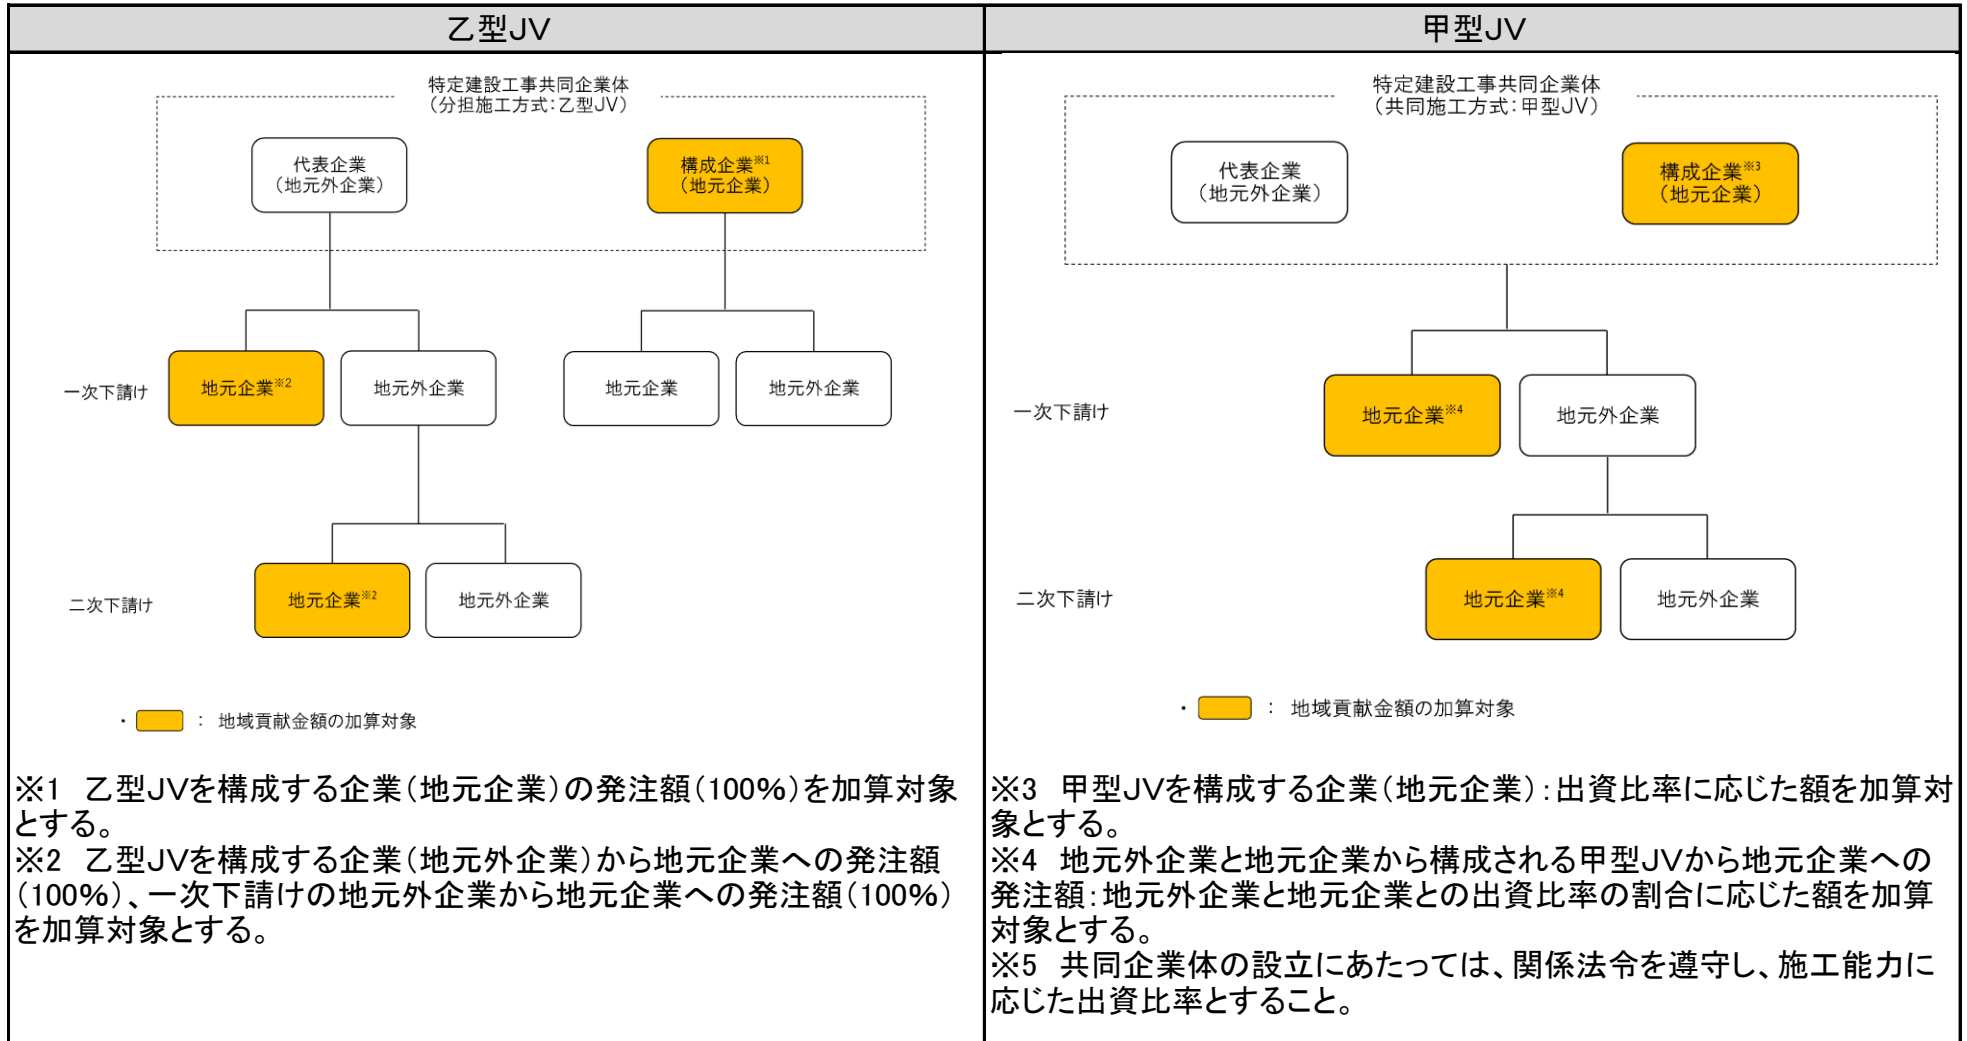 乙型JV
特定建設工事共同企業体
（分担施工方式：乙型JV）
代表企業
（地元外企業）
構成企業※1
（地元企業）
一次下請け
地元企業※2
地元外企業
地元企業
地元外企業
二次下請け
地元企業※2
地元外企業
・ ： 地域貢献金額の加算対象
※1　乙型JVを構成する企業（地元企業）の発注額（100%）を加算対象
とする。
※2　乙型JVを構成する企業（地元外企業）から地元企業への発注額
（100%）、一次下請けの地元外企業から地元企業への発注額（100%）
を加算対象とする。
甲型JV
特定建設工事共同企業体
（共同施工方式：甲型JV）
代表企業
（地元外企業）
構成企業※3
（地元企業）
一次下請け
地元企業※4
地元外企業
二次下請け
地元企業※4
地元外企業
・ ： 地域貢献金額の加算対象
※3　甲型JVを構成する企業（地元企業）：出資比率に応じた額を加算対
象とする。
※4　地元外企業と地元企業から構成される甲型JVから地元企業への
発注額：地元外企業と地元企業との出資比率の割合に応じた額を加算
対象とする。
※5　共同企業体の設立にあたっては、関係法令を遵守し、施工能力に
応じた出資比率とすること。